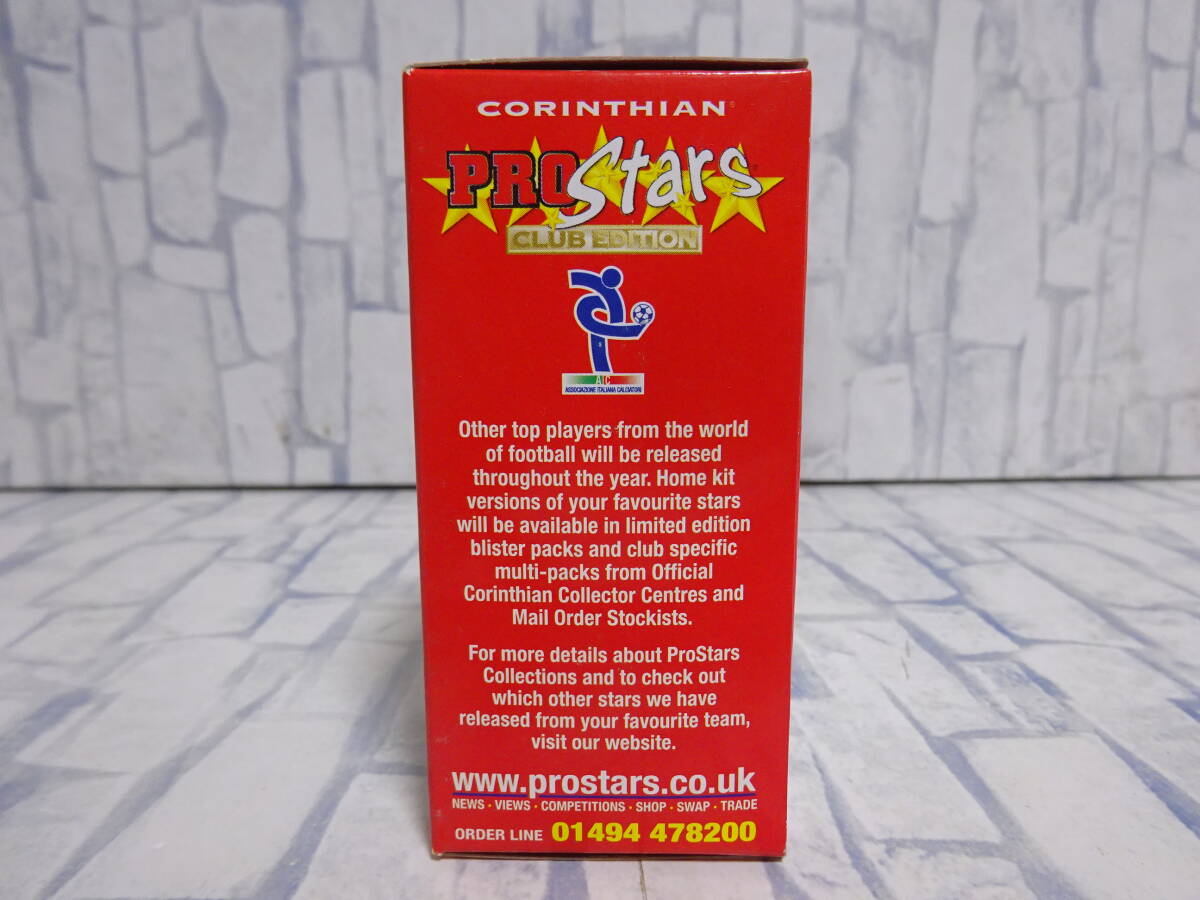 CORINTHIAN
PROStars
CLUB EDITION
AIC
ASSOCIAZIONE ITALIANA CALCIATORI
Other top players from the world
of football will be released
throughout the year. Home kit
versions of your favourite stars
will be available in limited edition
blister packs and club specific
multi-packs from Official
Corinthian Collector Centres and
Mail Order Stockists.
For more details about ProStars
Collections and to check out
which other stars we have
released from your favourite team,
visit our website.
www.prostars.co.uk
NEWS · VIEWS · COMPETITIONS · SHOP · SWAP · TRADE
ORDER LINE 01494 478200